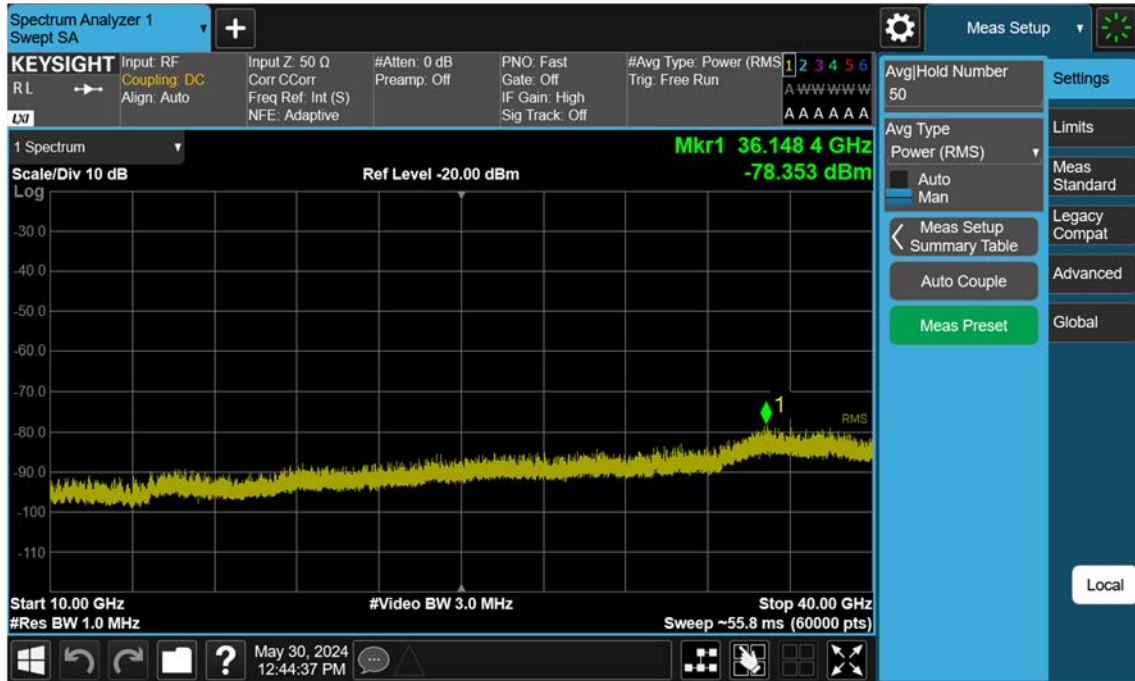 Spectrum Analyzer 1
Swept SA
+
Meas Setup
KEYSIGHT
R L
LXI
Input: RF
Coupling: DC
Align: Auto
Input Z: 50 Ω
Corr CCorr
Freq Ref: Int (S)
NFE: Adaptive
#Atten: 0 dB
Preamp: Off
PNO: Fast
Gate: Off
IF Gain: High
Sig Track: Off
#Avg Type: Power (RMS
Trig: Free Run
1 2 3 4 5 6
A W W W W W
A A A A A A
1 Spectrum
Mkr1 36.148 4 GHz
Scale/Div 10 dB
Ref Level -20.00 dBm
-78.353 dBm
Log
-30.0
-40.0
-50.0
-60.0
-70.0
-80.0
-90.0
-100
-110
1
RMS
Start 10.00 GHz
#Video BW 3.0 MHz
Stop 40.00 GHz
#Res BW 1.0 MHz
Sweep ~55.8 ms (60000 pts)
Avg|Hold Number
50
Avg Type
Power (RMS)
Auto
Man
Meas Setup
Summary Table
Auto Couple
Meas Preset
Settings
Limits
Meas
Standard
Legacy
Compat
Advanced
Global
Local
?
May 30, 2024
12:44:37 PM